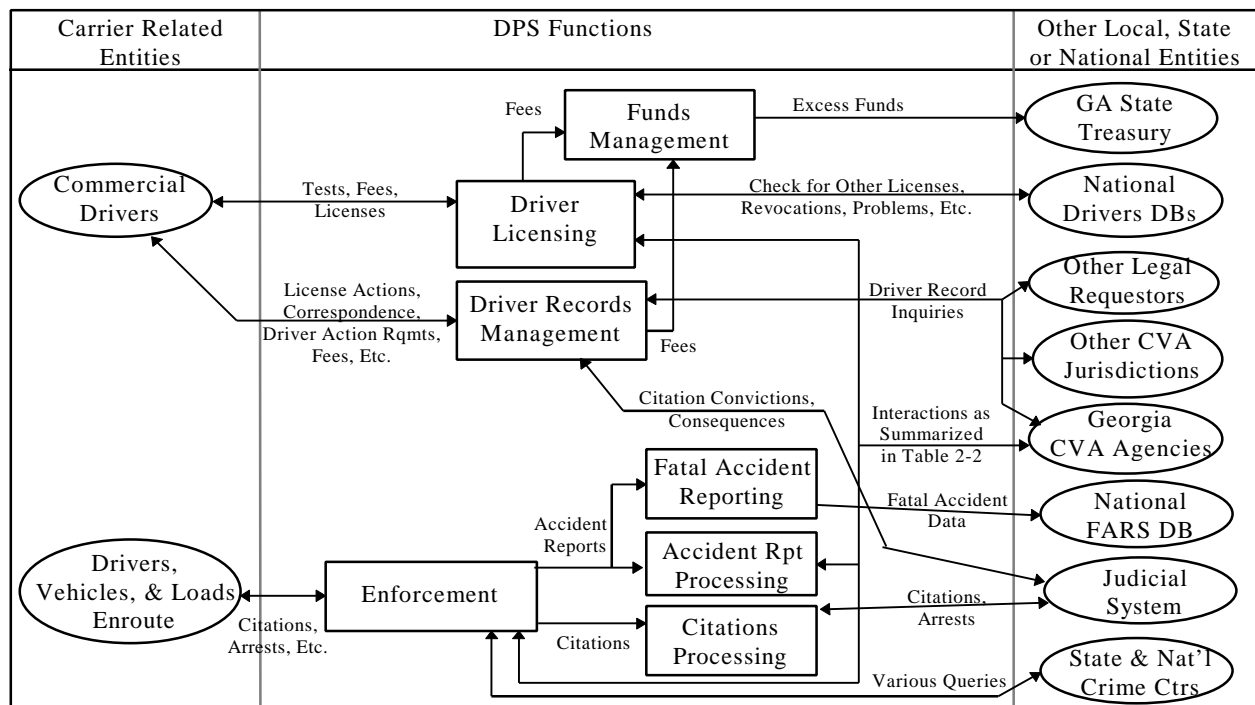 Carrier Related
Entities
DPS Functions
Other Local, State
or National Entities
Fees
Funds
Management
Excess Funds
GA State
Treasury
Commercial
Drivers
Tests, Fees,
Licenses
Driver
Licensing
Check for Other Licenses,
Revocations, Problems, Etc.
National
Drivers DBs
License Actions,
Correspondence,
Driver Action Rqmts,
Fees, Etc.
Driver Records
Management
Fees
Driver Record
Inquiries
Other Legal
Requestors
Other CVA
Jurisdictions
Citation Convictions,
Consequences
Interactions as
Summarized
in Table 2-2
Georgia
CVA Agencies
Fatal Accident
Reporting
Fatal Accident
Data
National
FARS DB
Accident
Reports
Accident Rpt
Processing
Drivers,
Vehicles, & Loads
Enroute
Enforcement
Citations,
Arrests, Etc.
Citations
Citations
Processing
Citations,
Arrests
Judicial
System
Various Queries
State & Nat'l
Crime Ctrs